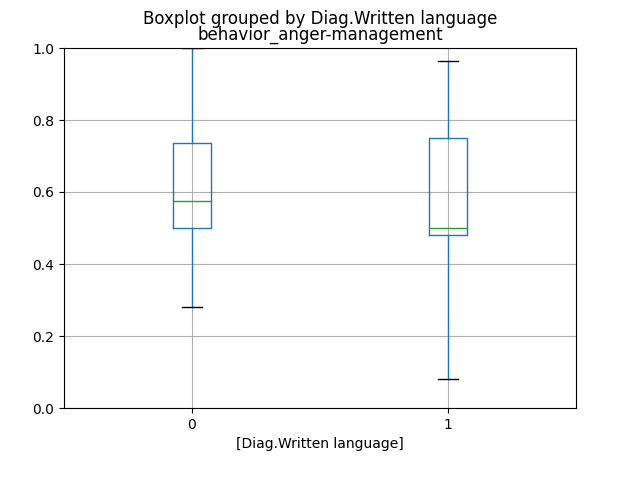 Boxplot grouped by Diag.Written language
behavior_anger-management
1.0
0.8
0.6
0.4
0.2
0.0
0 1
[Diag.Written language]